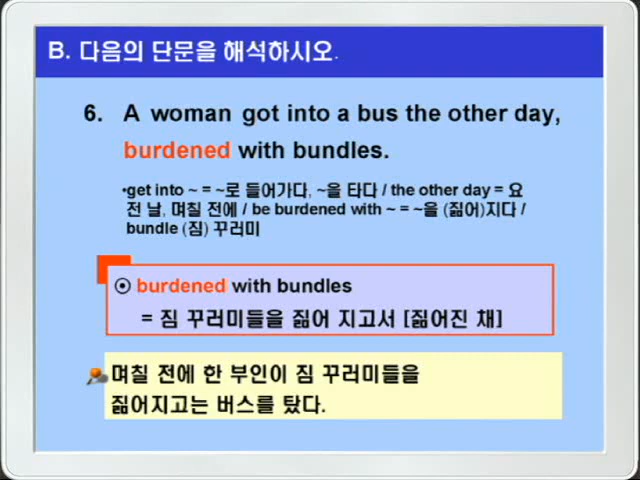 B. 다음의 단문을 해석하시오.
6. A woman got into a bus the other day,
burdened with bundles.
•get into ~ = ~로 들어가다, ~을 타다 / the other day = 요
전 날, 며칠 전에 / be burdened with ~ = ~을 (짊어)지다 /
bundle (짐) 꾸러미
⊙ burdened with bundles
= 짐 꾸러미들을 짊어 지고서 [짊어진 채]
며칠 전에 한 부인이 짐 꾸러미들을
짊어지고는 버스를 탔다.